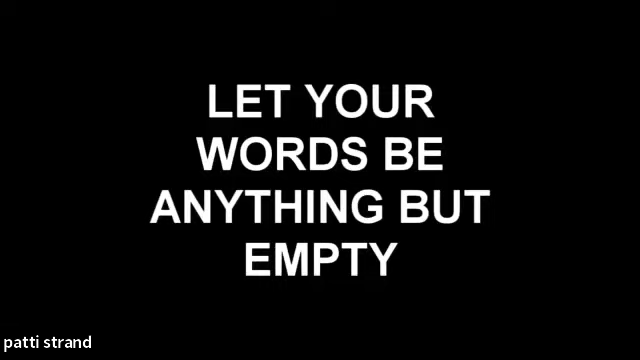 LET YOUR
WORDS BE
ANYTHING BUT
EMPTY
patti strand